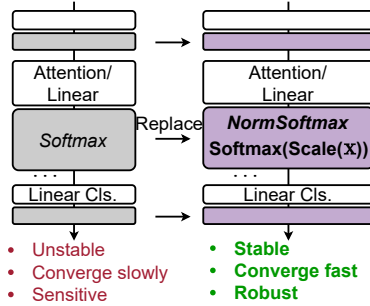 Attention/
Linear
Softmax
. . .
Linear Cls.
• Unstable
• Converge slowly
• Sensitive
Replace
Attention/
Linear
NormSoftmax
Softmax(Scale(x))
. . .
Linear Cls.
• Stable
• Converge fast
• Robust